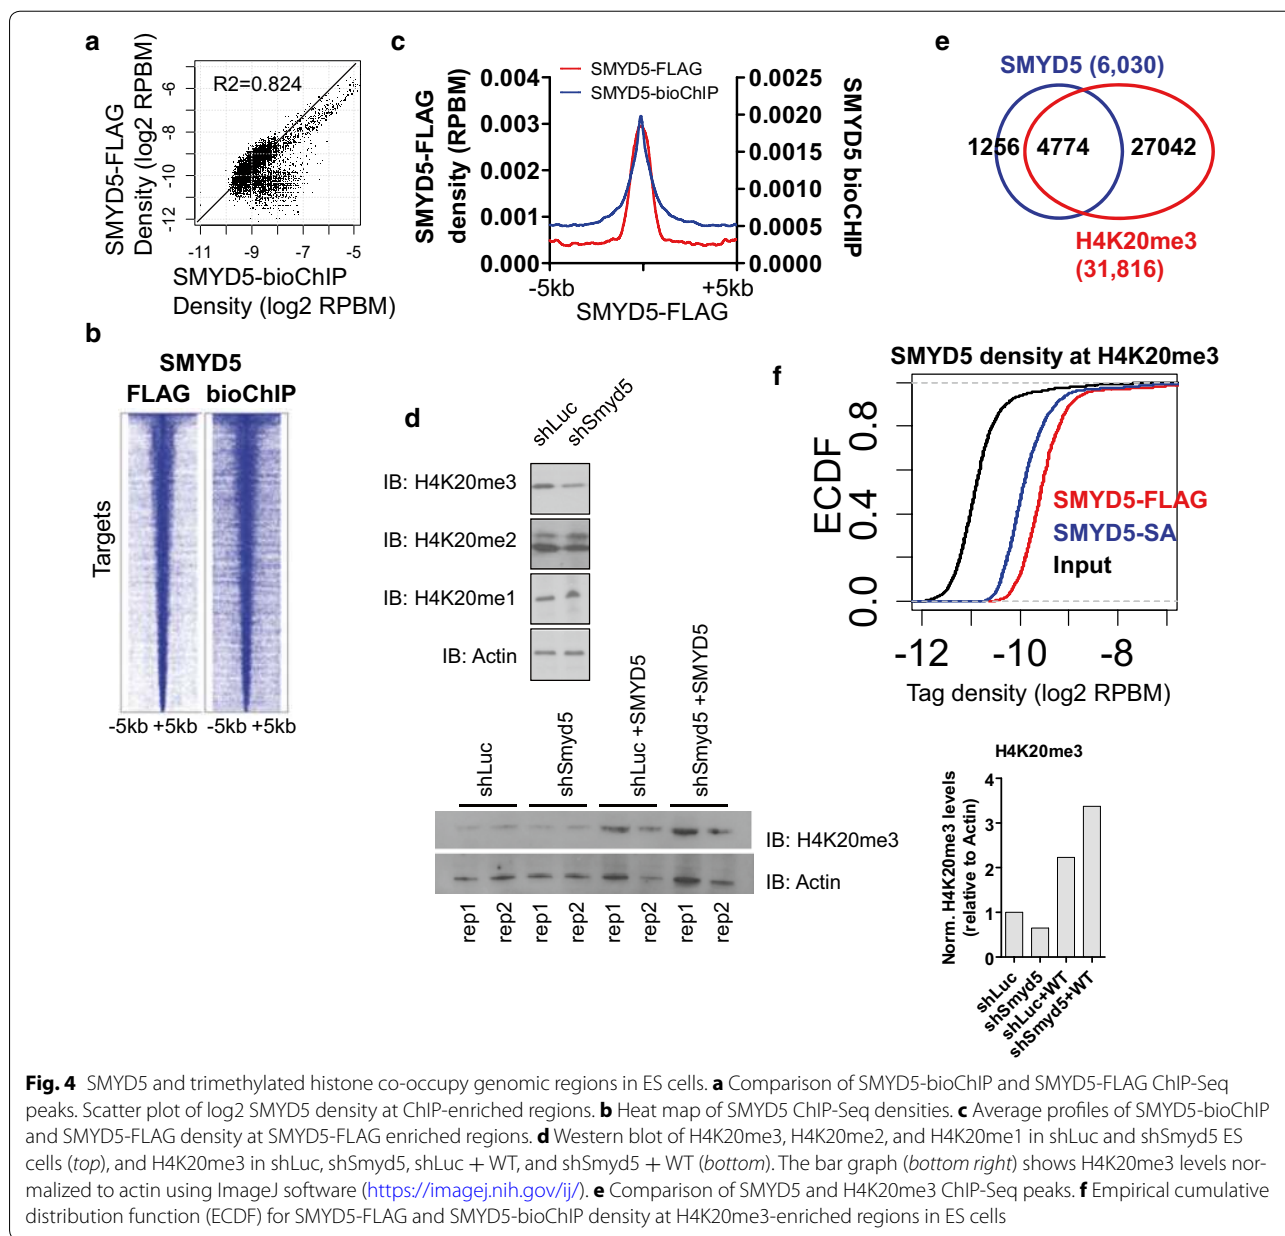 a
SMYD5-FLAG
Density (log2 RPBM)
R2=0.824
-6
-8
-10
-12
-11
-9
-7
-5
SMYD5-bioChIP
Density (log2 RPBM)
b
SMYD5
FLAG bioChIP
Targets
-5kb +5kb -5kb +5kb
c
SMYD5-FLAG
density (RPBM)
0.004
0.003
0.002
0.001
0.000
SMYD5-FLAG
SMYD5-bioChIP
0.0025
0.0020
0.0015
0.0010
0.0005
0.0000
SMYD5 bioCHIP
-5kb
+5kb
SMYD5-FLAG
d
shLuc
shSmyd5
IB: H4K20me3
IB: H4K20me2
IB: H4K20me1
IB: Actin
shLuc
shSmyd5
shLuc +SMYD5
shSmyd5 +SMYD5
IB: H4K20me3
IB: Actin
rep1
rep2
rep1
rep2
rep1
rep2
rep1
rep2
H4K20me3
Norm. H4K20me3 levels
(relative to Actin)
4
3
2
1
0
shLuc
shSmyd5
shLuc+WT
shSmyd5+WT
e
SMYD5 (6,030)
1256 4774 27042
H4K20me3
(31,816)
f
SMYD5 density at H4K20me3
ECDF
0.8
0.4
0.0
SMYD5-FLAG
SMYD5-SA
Input
-12 -10 -8
Tag density (log2 RPBM)
Fig. 4 SMYD5 and trimethylated histone co-occupy genomic regions in ES cells. a Comparison of SMYD5-bioChIP and SMYD5-FLAG ChIP-Seq
peaks. Scatter plot of log2 SMYD5 density at ChIP-enriched regions. b Heat map of SMYD5 ChIP-Seq densities. c Average profiles of SMYD5-bioChIP
and SMYD5-FLAG density at SMYD5-FLAG enriched regions. d Western blot of H4K20me3, H4K20me2, and H4K20me1 in shLuc and shSmyd5 ES
cells (top), and H4K20me3 in shLuc, shSmyd5, shLuc + WT, and shSmyd5 + WT (bottom). The bar graph (bottom right) shows H4K20me3 levels nor-
malized to actin using ImageJ software (https://imagej.nih.gov/ij/). e Comparison of SMYD5 and H4K20me3 ChIP-Seq peaks. f Empirical cumulative
distribution function (ECDF) for SMYD5-FLAG and SMYD5-bioChIP density at H4K20me3-enriched regions in ES cells